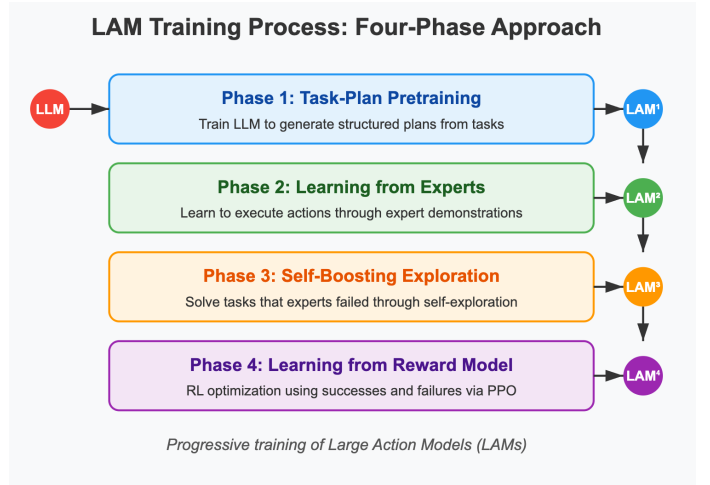 LAM Training Process: Four-Phase Approach
LLM
Phase 1: Task-Plan Pretraining
Train LLM to generate structured plans from tasks
LAM¹
Phase 2: Learning from Experts
Learn to execute actions through expert demonstrations
LAM²
Phase 3: Self-Boosting Exploration
Solve tasks that experts failed through self-exploration
LAM³
Phase 4: Learning from Reward Model
RL optimization using successes and failures via PPO
LAM⁴
Progressive training of Large Action Models (LAMs)